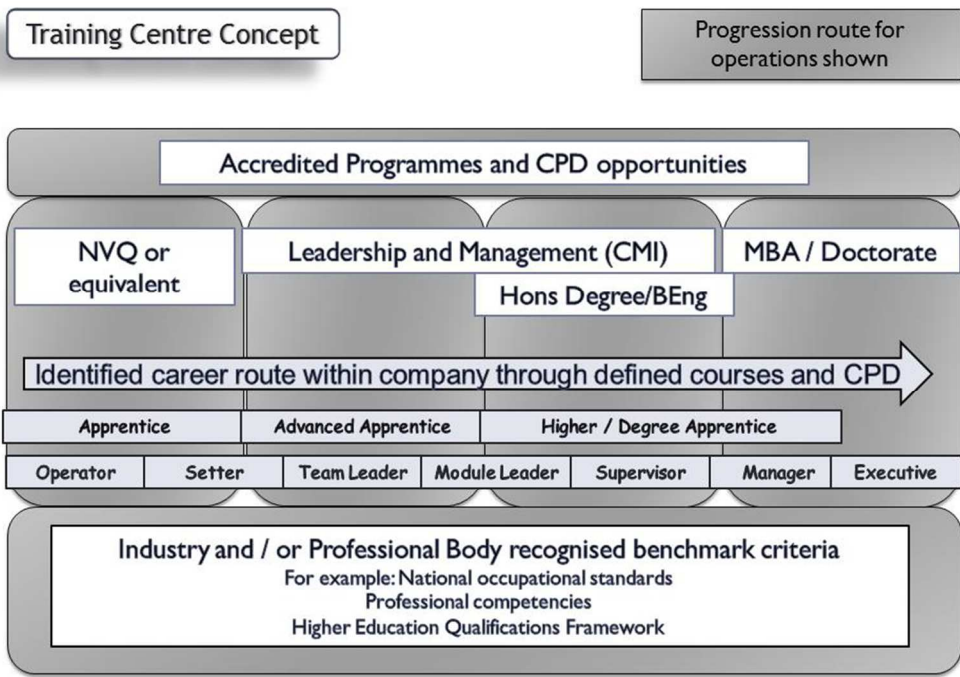 Training Centre Concept
Progression route for
operations shown
Accredited Programmes and CPD opportunities
NVQ or
equivalent
Leadership and Management (CMI)
MBA / Doctorate
Hons Degree/BEng
Identified career route within company through defined courses and CPD
Apprentice
Advanced Apprentice
Higher / Degree Apprentice
Operator
Setter
Team Leader
Module Leader
Supervisor
Manager
Executive
Industry and / or Professional Body recognised benchmark criteria
For example: National occupational standards
Professional competencies
Higher Education Qualifications Framework